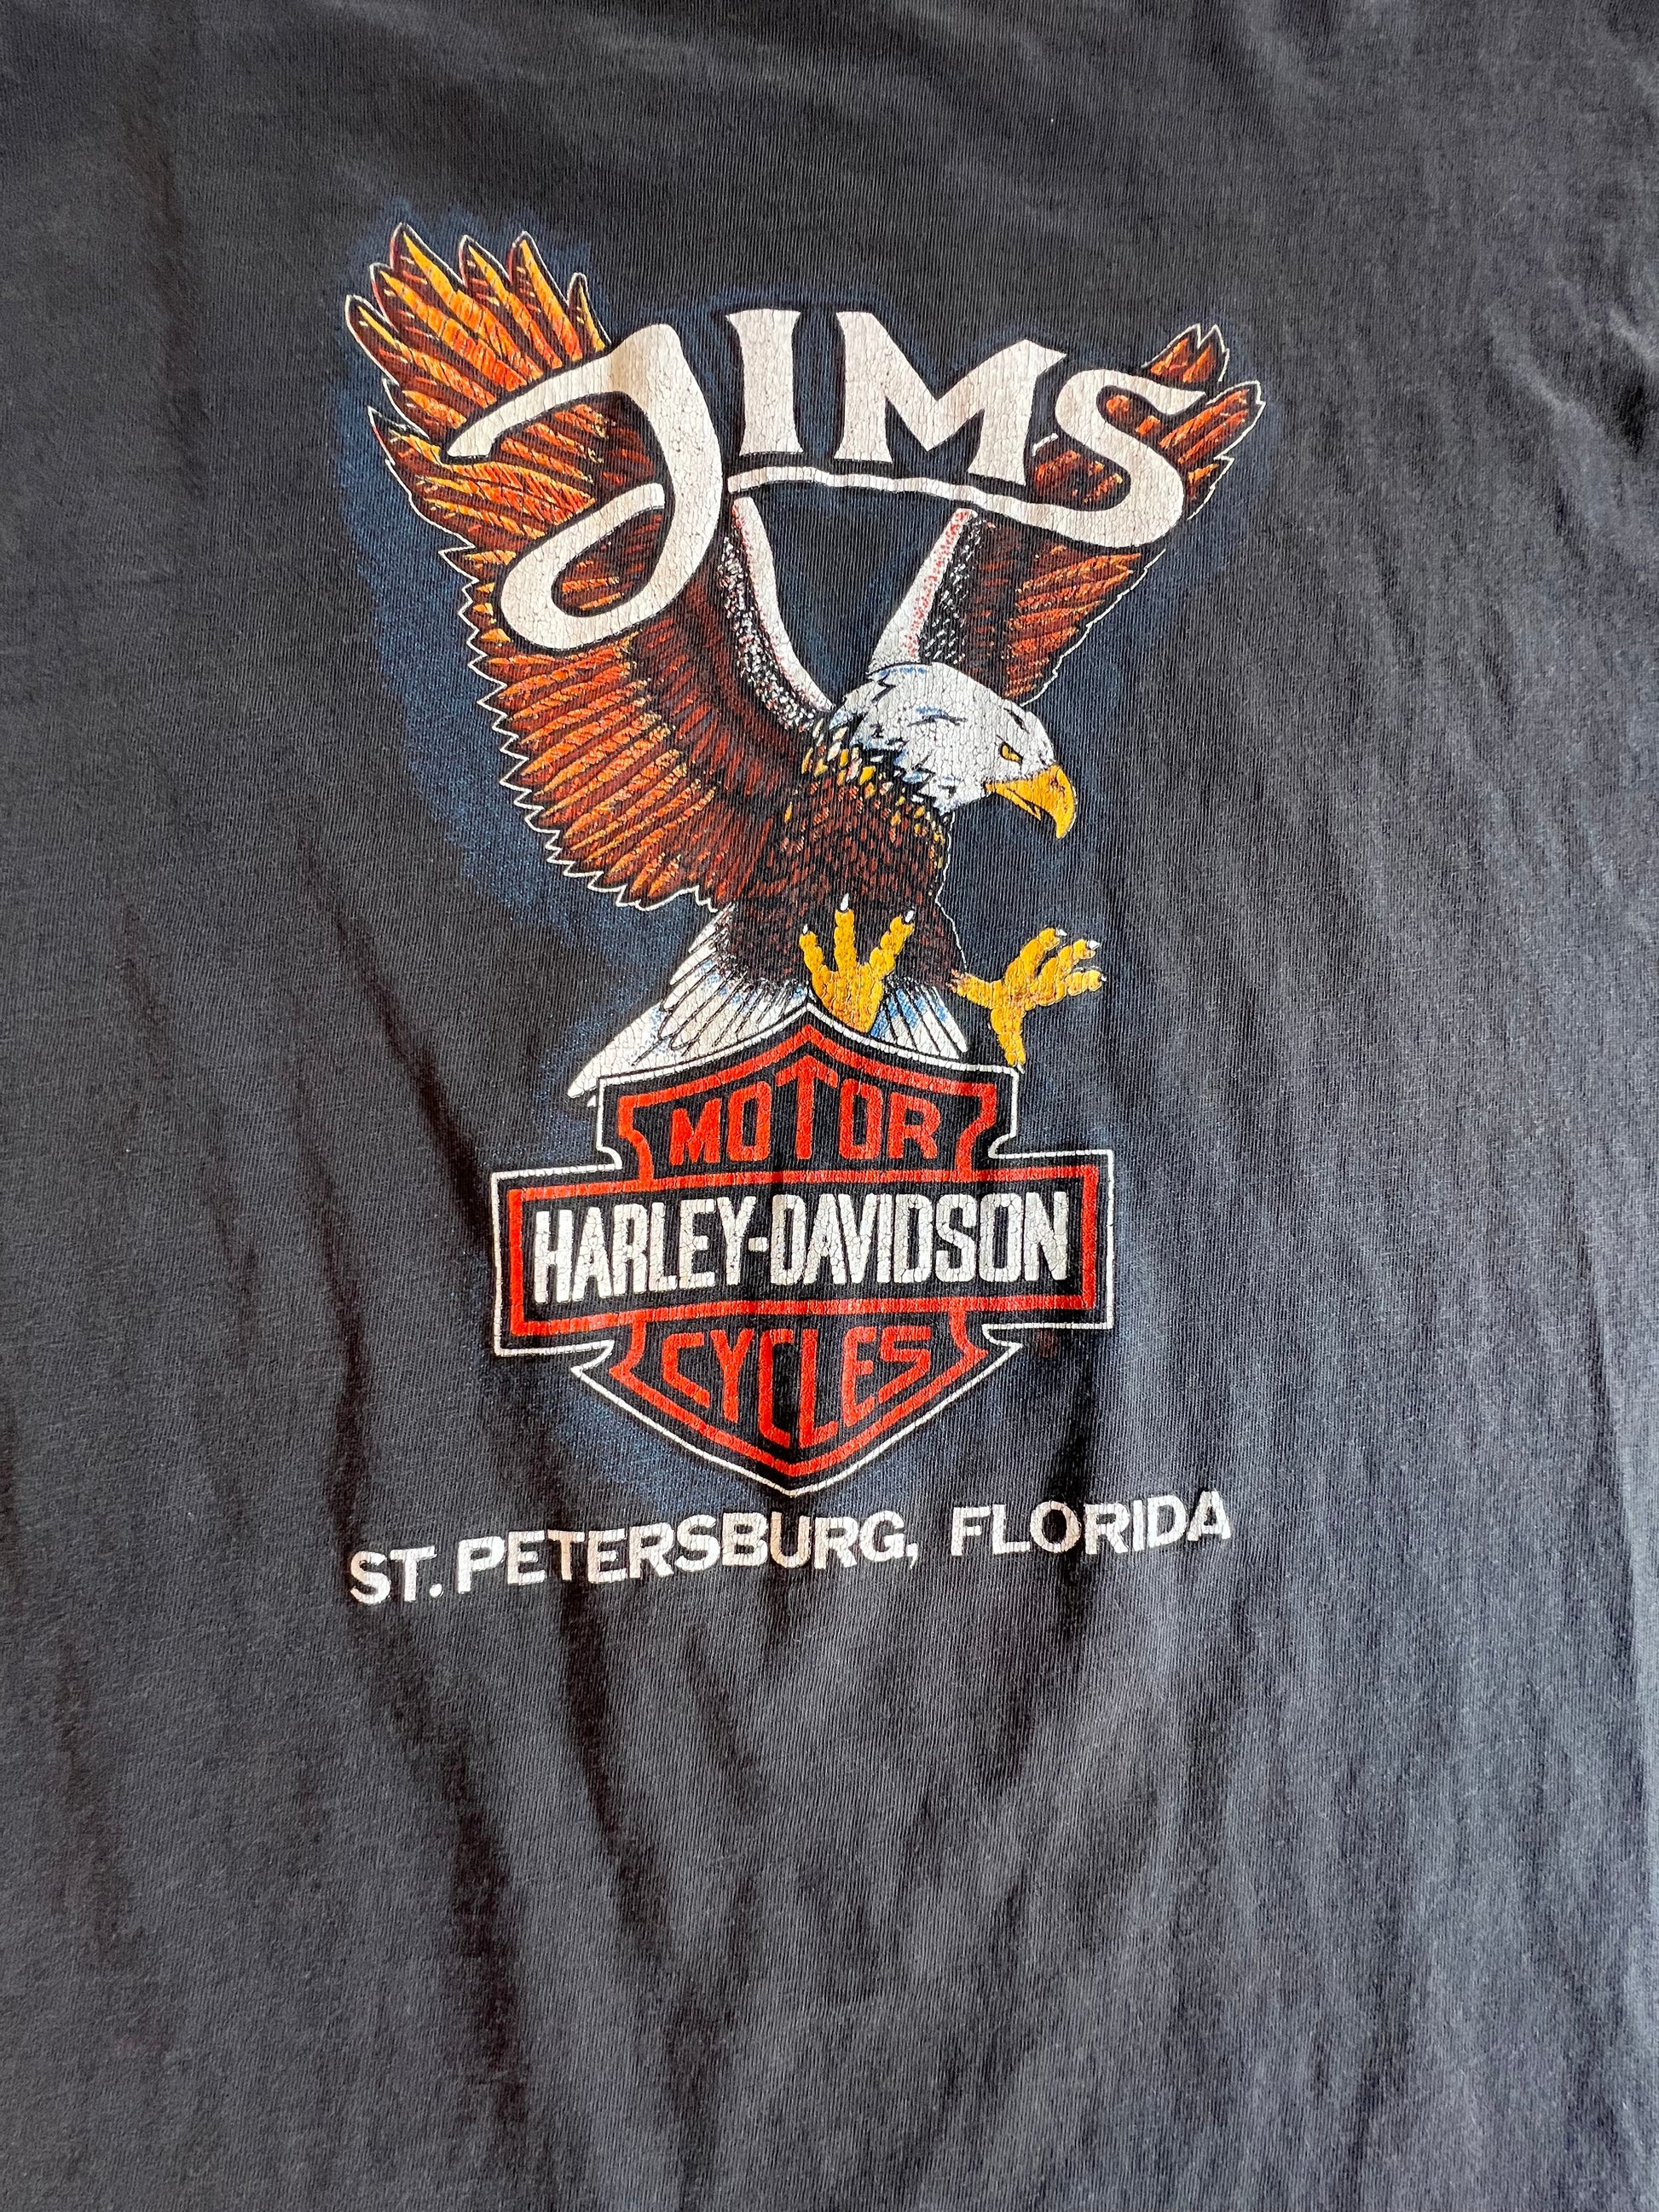 JIMS
MOTOR
HARLEY-DAVIDSON
CYCLES
ST. PETERSBURG, FLORIDA